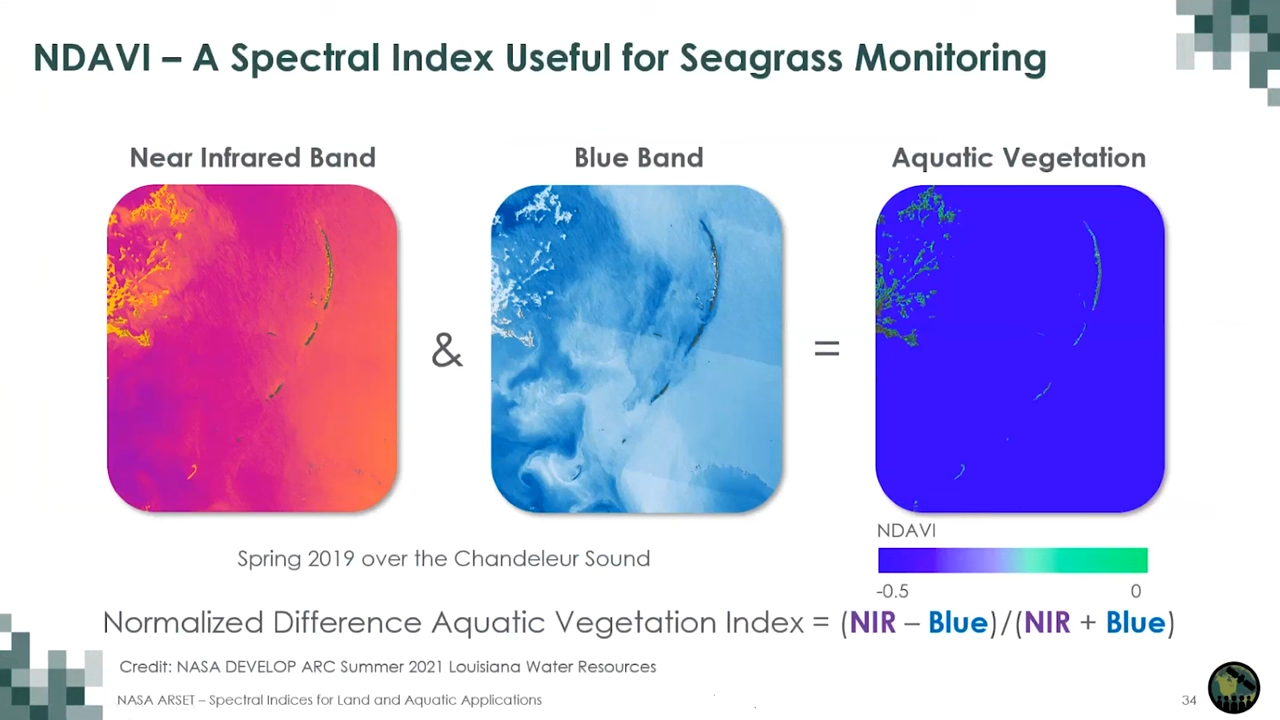 NDAVI – A Spectral Index Useful for Seagrass Monitoring
Near Infrared Band
Blue Band
Aquatic Vegetation
&
=
NDAVI
-0.5 0
Spring 2019 over the Chandeleur Sound
Normalized Difference Aquatic Vegetation Index = (NIR – Blue)/(NIR + Blue)
Credit: NASA DEVELOP ARC Summer 2021 Louisiana Water Resources
NASA ARSET – Spectral Indices for Land and Aquatic Applications
34